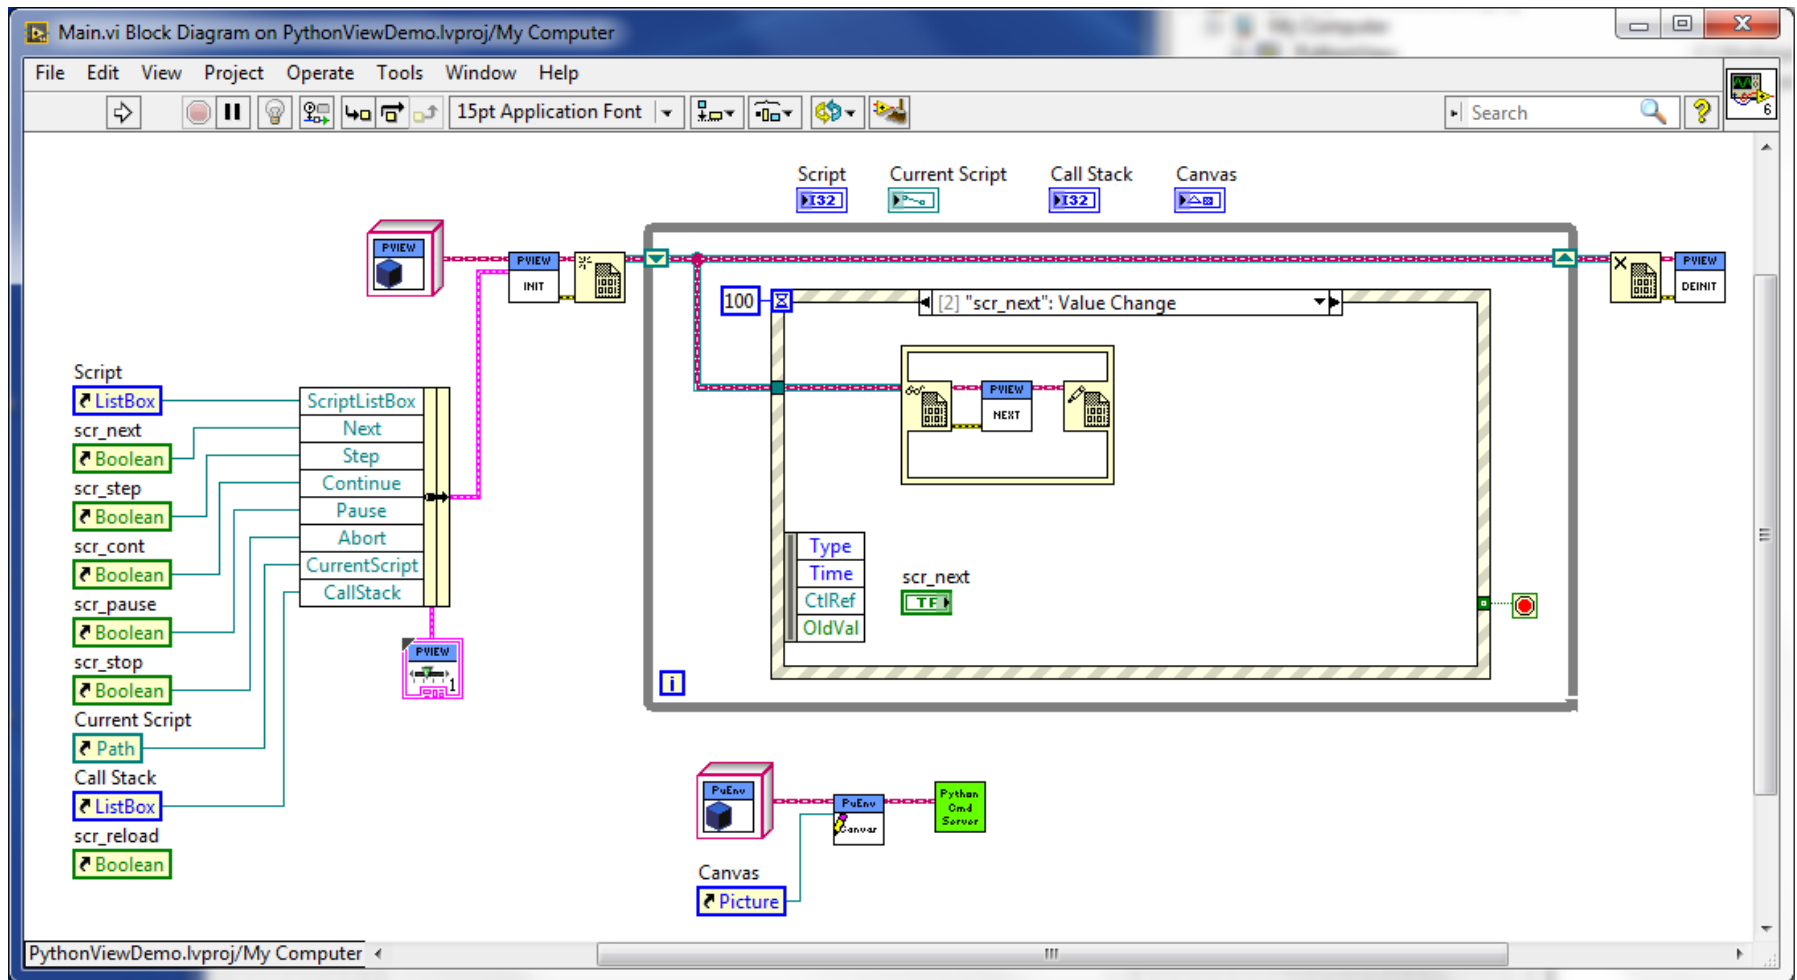 Main.vi Block Diagram on PythonViewDemo.lvproj/My Computer
My Computer
File Edit View Project Operate Tools Window Help
15pt Application Font
Search
6
Script Current Script Call Stack Canvas
I32 I32
PVIEW
PVIEW
INIT
PVIEW
DEINIT
100
[2] "scr_next": Value Change
PVIEW
NEXT
Script
ListBox
scr_next
Boolean
scr_step
Boolean
scr_cont
Boolean
scr_pause
Boolean
scr_stop
Boolean
Current Script
Path
Call Stack
ListBox
scr_reload
Boolean
ScriptListBox
Next
Step
Continue
Pause
Abort
CurrentScript
CallStack
PVIEW
1
Type
Time
CtlRef
OldVal
scr_next
TF
i
PyEnv
PyEnv
Canvas
Python
Cmd
Server
Canvas
Picture
PythonViewDemo.lvproj/My Computer